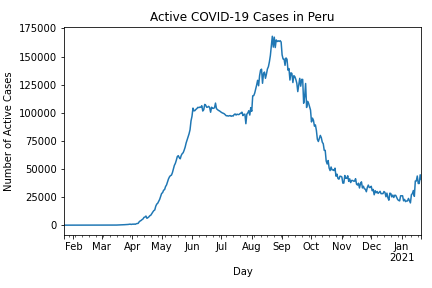 Active COVID-19 Cases in Peru
175000
150000
125000
100000
75000
50000
25000
0
Number of Active Cases
Feb Mar Apr May Jun Jul Aug Sep Oct Nov Dec Jan
2021
Day